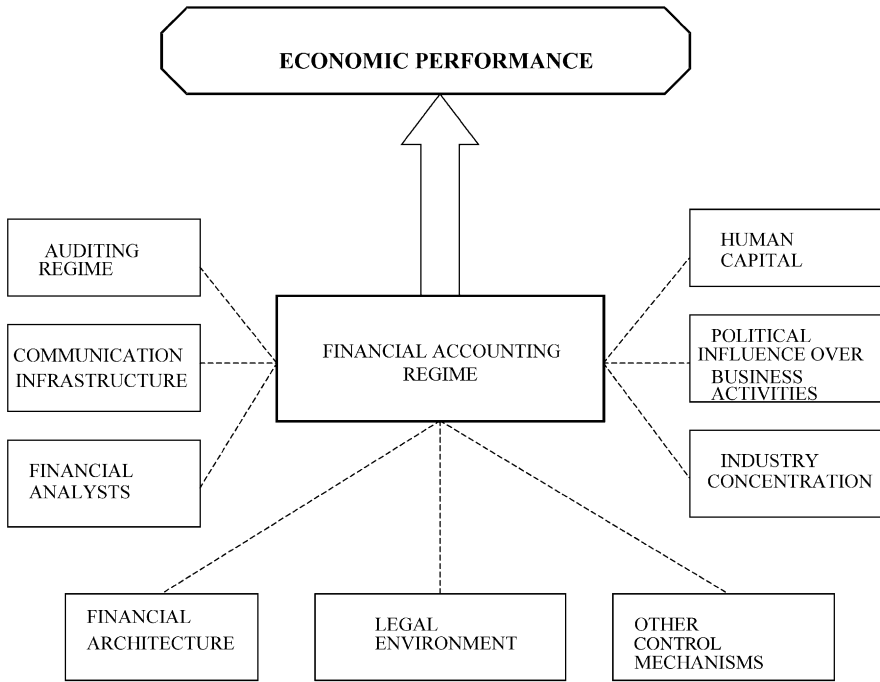 ECONOMIC PERFORMANCE
AUDITING
REGIME
HUMAN
CAPITAL
COMMUNICATION
INFRASTRUCTURE
FINANCIAL ACCOUNTING
REGIME
POLITICAL
INFLUENCE OVER
BUSINESS
ACTIVITIES
FINANCIAL
ANALYSTS
INDUSTRY
CONCENTRATION
FINANCIAL
ARCHITECTURE
LEGAL
ENVIRONMENT
OTHER
CONTROL
MECHANISMS